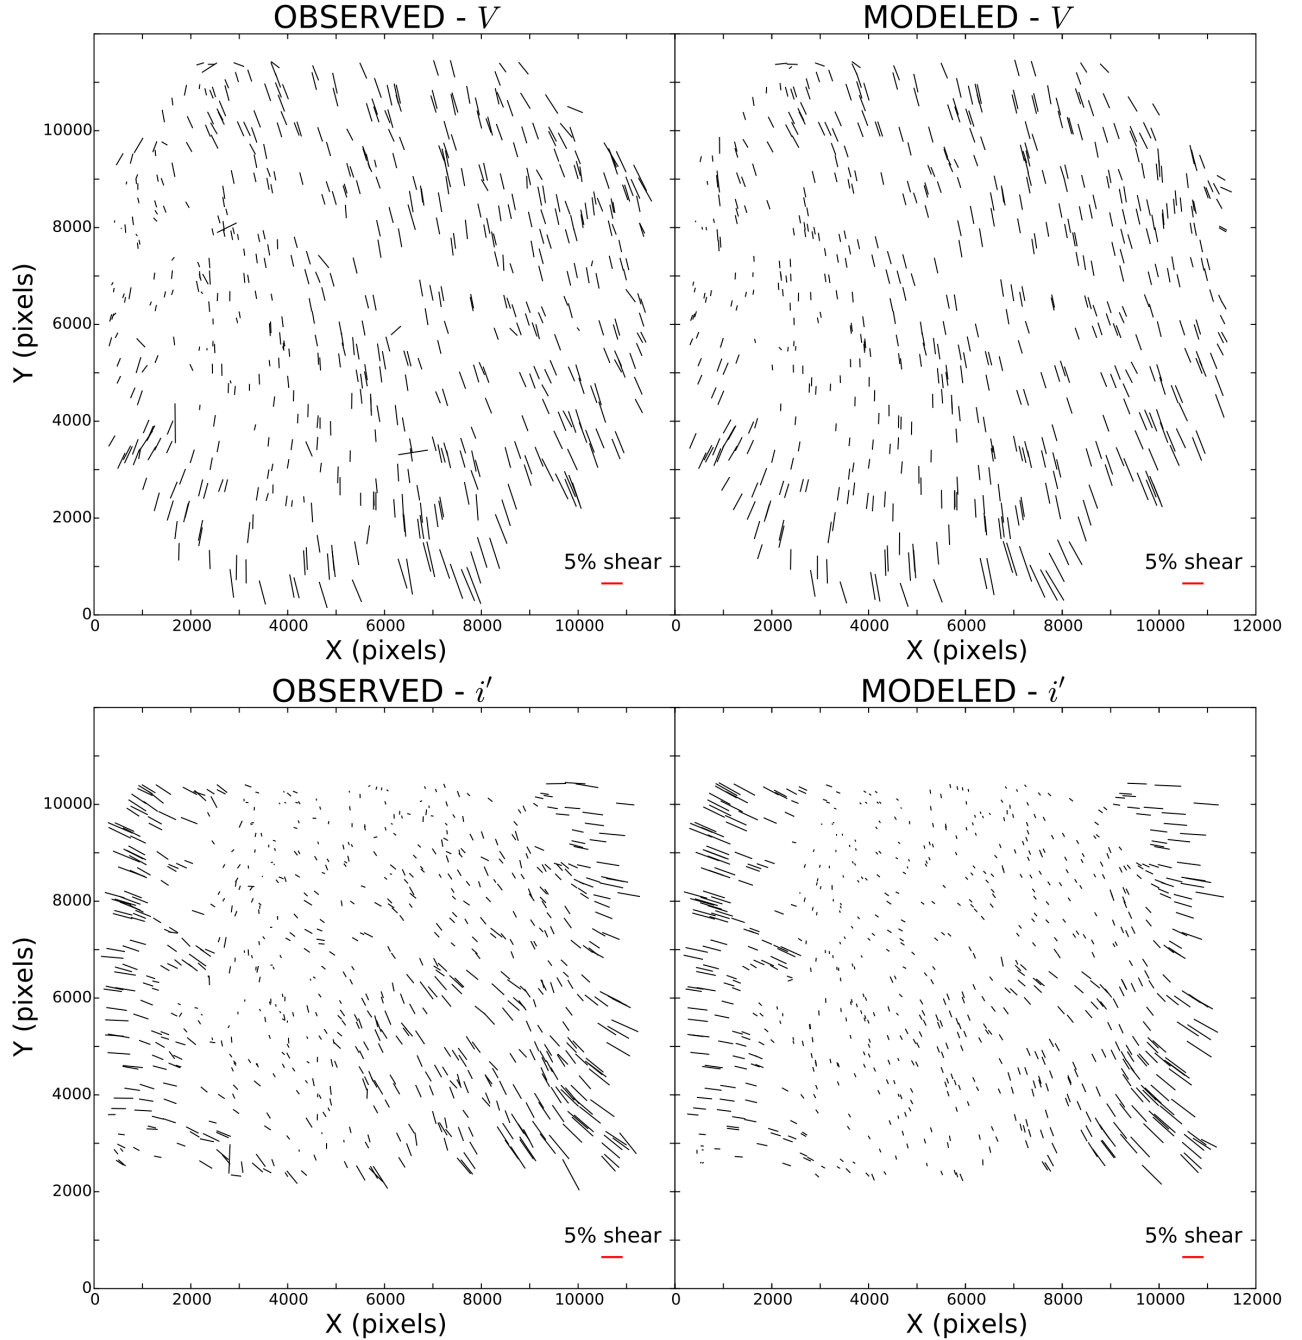 OBSERVED - V
MODELED - V
Y (pixels)
10000
8000
6000
4000
2000
0
5% shear
5% shear
0 2000 4000 6000 8000 10000
0 2000 4000 6000 8000 10000 12000
X (pixels)
X (pixels)
OBSERVED - i′
MODELED - i′
Y (pixels)
10000
8000
6000
4000
2000
0
5% shear
5% shear
0 2000 4000 6000 8000 10000
0 2000 4000 6000 8000 10000 12000
X (pixels)
X (pixels)